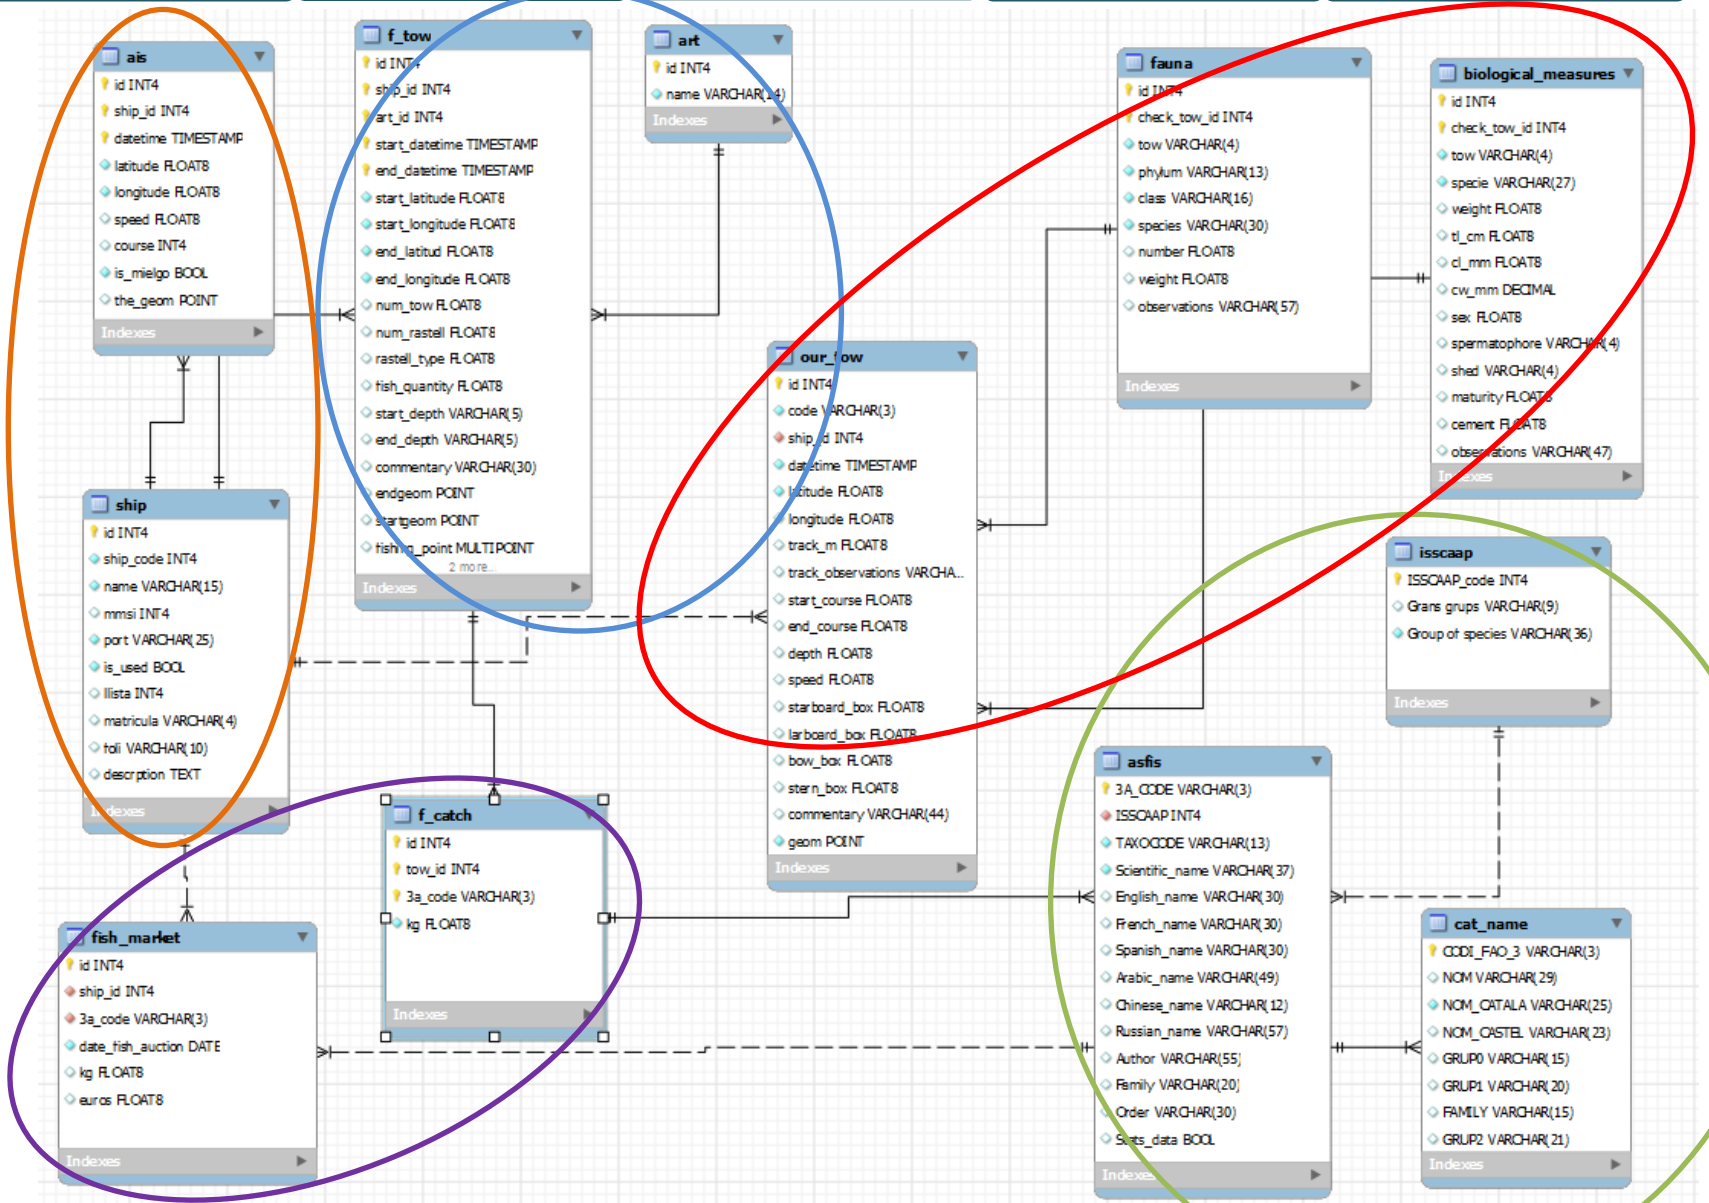 ais
id INT4
ship_id INT4
datetime TIMESTAMP
latitude FLOAT8
longitude FLOAT8
speed FLOAT8
course INT4
is_mielgo BOOL
the_geom POINT
Indexes
f_tow
id INT4
ship_id INT4
art_id INT4
start_datetime TIMESTAMP
end_datetime TIMESTAMP
start_latitude FLOAT8
start_longitude FLOAT8
end_latitud FLOAT8
end_longitude FLOAT8
num_tow FLOAT8
num_rastell FLOAT8
rastell_type FLOAT8
fish_quantity FLOAT8
start_depth VARCHAR(5)
end_depth VARCHAR(5)
commentary VARCHAR(30)
endgeom POINT
startgeom POINT
fishing_point MULTIPOINT
2 more...
Indexes
art
id INT4
name VARCHAR(14)
Indexes
fauna
id INT4
check_tow_id INT4
tow VARCHAR(4)
phylum VARCHAR(13)
class VARCHAR(16)
species VARCHAR(30)
number FLOAT8
weight FLOAT8
observations VARCHAR(57)
Indexes
biological_measures
id INT4
check_tow_id INT4
tow VARCHAR(4)
specie VARCHAR(27)
weight FLOAT8
tl_cm FLOAT8
cl_mm FLOAT8
cw_mm DECIMAL
sex FLOAT8
spermatophore VARCHAR(4)
shed VARCHAR(4)
maturity FLOAT8
cement FLOAT8
observations VARCHAR(47)
Indexes
our_tow
id INT4
code VARCHAR(3)
ship_id INT4
datetime TIMESTAMP
latitude FLOAT8
longitude FLOAT8
track_m FLOAT8
track_observations VARCHA...
start_course FLOAT8
end_course FLOAT8
depth FLOAT8
speed FLOAT8
starboard_box FLOAT8
larboard_box FLOAT8
bow_box FLOAT8
stern_box FLOAT8
commentary VARCHAR(44)
geom POINT
Indexes
ship
id INT4
ship_code INT4
name VARCHAR(15)
mmsi INT4
port VARCHAR(25)
is_used BOOL
llista INT4
matricula VARCHAR(4)
foli VARCHAR(10)
descrption TEXT
Indexes
isscaap
ISSCAAP_code INT4
Grans grups VARCHAR(9)
Group of species VARCHAR(36)
Indexes
f_catch
id INT4
tow_id INT4
3a_code VARCHAR(3)
kg FLOAT8
Indexes
asfis
3A_CODE VARCHAR(3)
ISSCAAP INT4
TAXOCODE VARCHAR(13)
Scientific_name VARCHAR(37)
English_name VARCHAR(30)
French_name VARCHAR(30)
Spanish_name VARCHAR(30)
Arabic_name VARCHAR(49)
Chinese_name VARCHAR(12)
Russian_name VARCHAR(57)
Author VARCHAR(55)
Family VARCHAR(20)
Order VARCHAR(30)
Stats_data BOOL
Indexes
fish_market
id INT4
ship_id INT4
3a_code VARCHAR(3)
date_fish_auction DATE
kg FLOAT8
euros FLOAT8
Indexes
cat_name
CODI_FAO_3 VARCHAR(3)
NOM VARCHAR(29)
NOM_CATALA VARCHAR(25)
NOM_CASTEL VARCHAR(23)
GRUP0 VARCHAR(15)
GRUP1 VARCHAR(20)
FAMILY VARCHAR(15)
GRUP2 VARCHAR(21)
Indexes